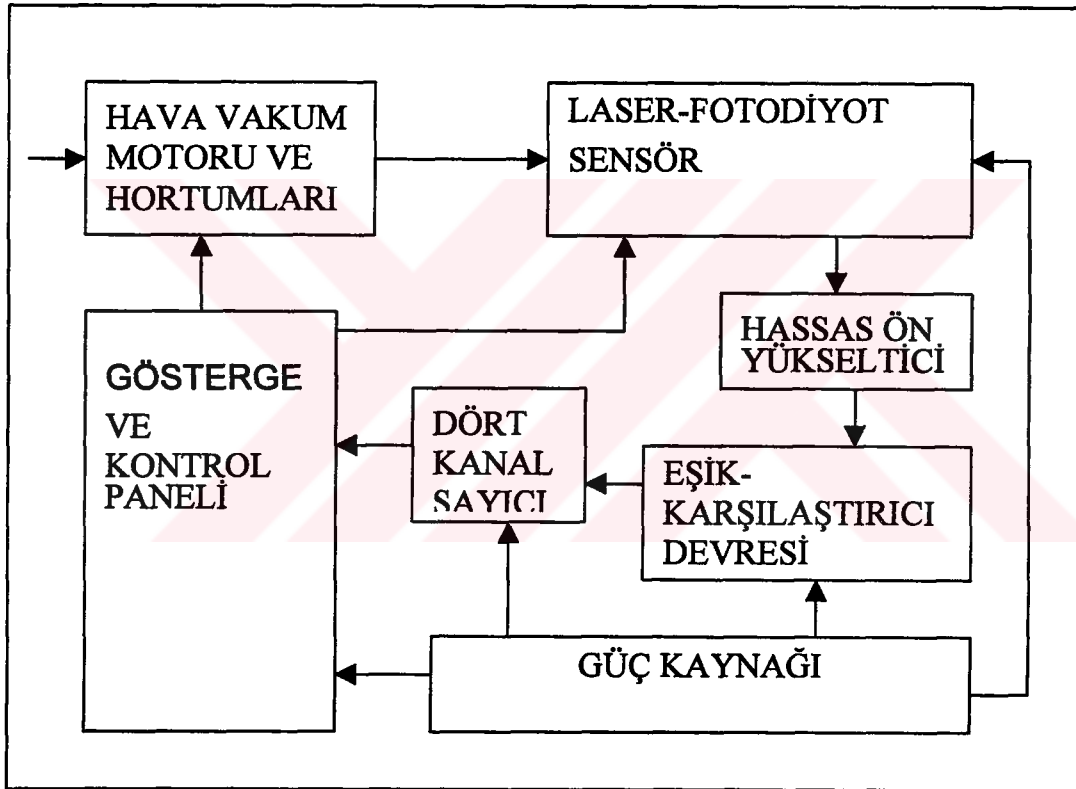 HAVA VAKUM
MOTORU VE
HORTUMLARI
LASER-FOTODİYOT
SENSÖR
HASSAS ÖN
YÜKSELTİCİ
GÖSTERGE
VE
KONTROL
PANELİ
DÖRT
KANAL
SAYICI
EŞİK-
KARŞILAŞTIRICI
DEVRESİ
GÜÇ KAYNAĞI